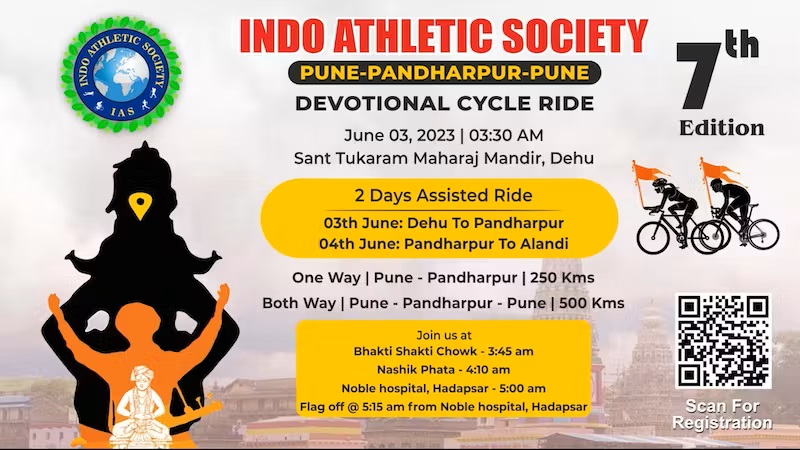 INDO ATHLETIC SOCIETY
IAS
INDO ATHLETIC SOCIETY
PUNE-PANDHARPUR-PUNE
DEVOTIONAL CYCLE RIDE
7th
Edition
June 03, 2023 | 03:30 AM
Sant Tukaram Maharaj Mandir, Dehu
2 Days Assisted Ride
03th June: Dehu To Pandharpur
04th June: Pandharpur To Alandi
One Way | Pune - Pandharpur | 250 Kms
Both Way | Pune - Pandharpur - Pune | 500 Kms
Join us at
Bhakti Shakti Chowk - 3:45 am
Nashik Phata - 4:10 am
Noble hospital, Hadapsar - 5:00 am
Flag off @ 5:15 am from Noble hospital, Hadapsar
Scan For
Registration